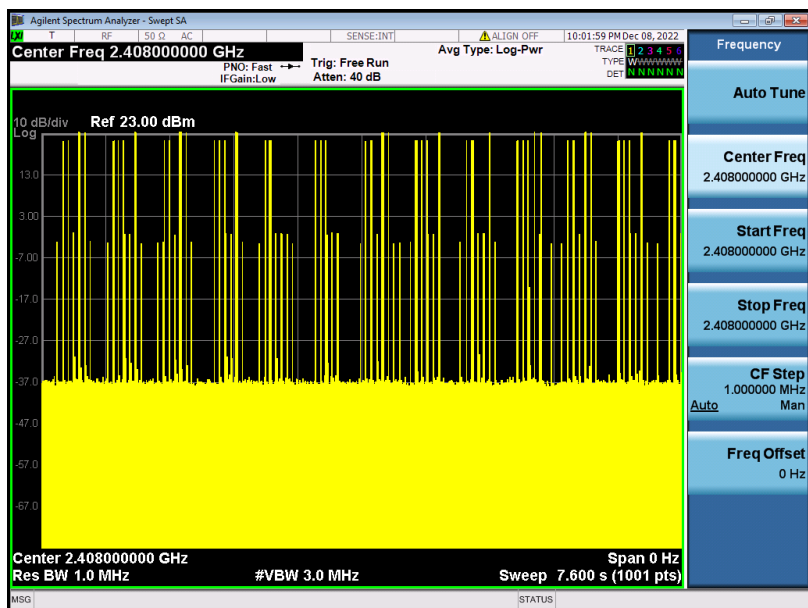 Agilent Spectrum Analyzer - Swept SA
LXI T RF 50 Ω AC SENSE:INT ALIGN OFF 10:01:59 PM Dec 08, 2022
Center Freq 2.408000000 GHz
PNO: Fast
IFGain:Low
Trig: Free Run
Atten: 40 dB
Avg Type: Log-Pwr
TRACE 1 2 3 4 5 6
TYPE WWWWWW
DET N N N N N N
10 dB/div Ref 23.00 dBm
Log
13.0
3.00
-7.00
-17.0
-27.0
-37.0
-47.0
-57.0
-67.0
Center 2.408000000 GHz Span 0 Hz
Res BW 1.0 MHz #VBW 3.0 MHz Sweep 7.600 s (1001 pts)
MSG STATUS
Frequency
Auto Tune
Center Freq
2.408000000 GHz
Start Freq
2.408000000 GHz
Stop Freq
2.408000000 GHz
CF Step
1.000000 MHz
Auto Man
Freq Offset
0 Hz